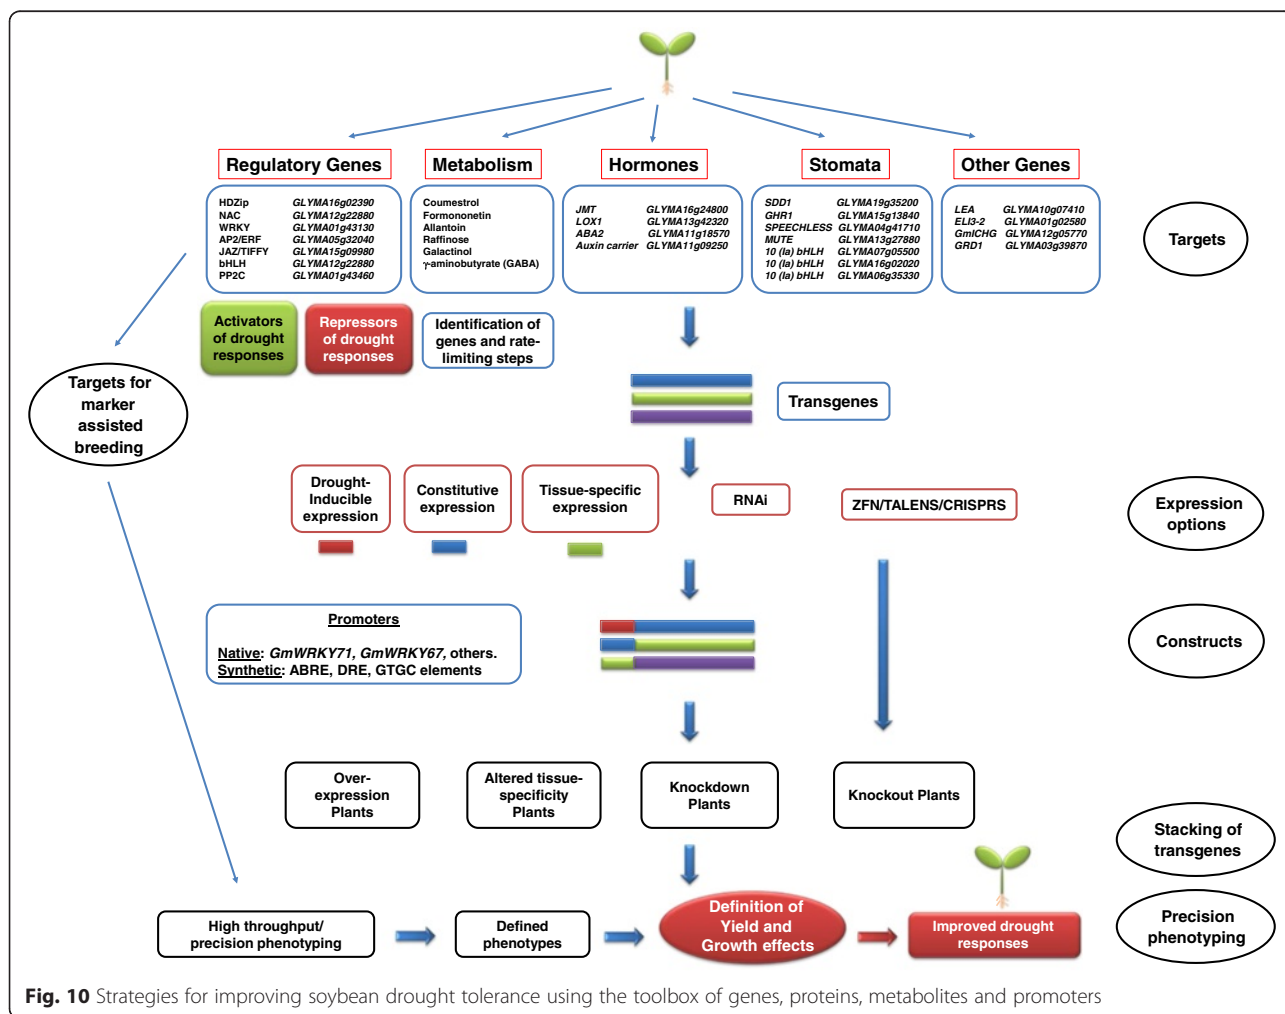 Regulatory Genes
Metabolism
Hormones
Stomata
Other Genes
HDZip GLYMA16g02390
NAC GLYMA12g22880
WRKY GLYMA01g43130
AP2/ERF GLYMA05g32040
JAZ/TIFFY GLYMA15g09980
bHLH GLYMA12g22880
PP2C GLYMA01g43460
Coumestrol
Formononetin
Allantoin
Raffinose
Galactinol
γ-aminobutyrate (GABA)
JMT GLYMA16g24800
LOX1 GLYMA13g42320
ABA2 GLYMA11g18570
Auxin carrier GLYMA11g09250
SDD1 GLYMA19g35200
GHR1 GLYMA15g13840
SPEECHLESS GLYMA04g41710
MUTE GLYMA13g27880
10 (Ia) bHLH GLYMA07g05500
10 (Ia) bHLH GLYMA16g02020
10 (Ia) bHLH GLYMA06g35330
LEA GLYMA10g07410
ELI3-2 GLYMA01g02580
GmICHG GLYMA12g05770
GRD1 GLYMA03g39870
Targets
Activators
of drought
responses
Repressors
of drought
responses
Identification of
genes and rate-
limiting steps
Targets for
marker
assisted
breeding
Transgenes
Drought-
Inducible
expression
Constitutive
expression
Tissue-specific
expression
RNAi
ZFN/TALENS/CRISPRS
Expression
options
Promoters
Native: GmWRKY71, GmWRKY67, others.
Synthetic: ABRE, DRE, GTGC elements
Constructs
Over-
expression
Plants
Altered tissue-
specificity
Plants
Knockdown
Plants
Knockout Plants
Stacking of
transgenes
High throughput/
precision phenotyping
Defined
phenotypes
Definition of
Yield and
Growth effects
Improved drought
responses
Precision
phenotyping
Fig. 10 Strategies for improving soybean drought tolerance using the toolbox of genes, proteins, metabolites and promoters